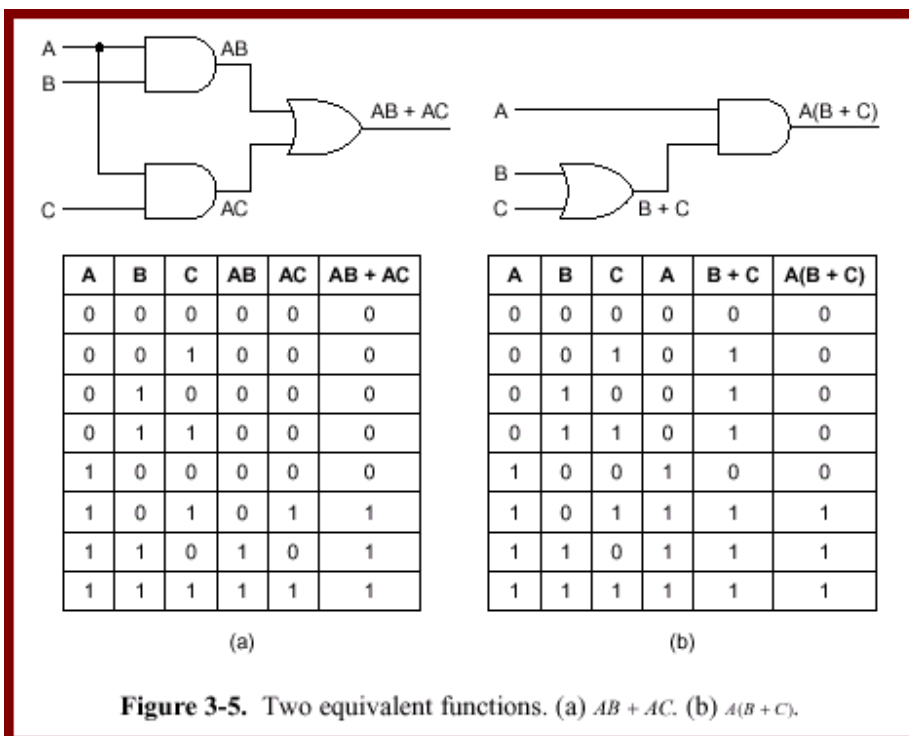 A
B
C
AB
AC
AB + AC
A
B
C
B + C
A(B + C)
A B C AB AC AB + AC
0 0 0 0 0 0
0 0 1 0 0 0
0 1 0 0 0 0
0 1 1 0 0 0
1 0 0 0 0 0
1 0 1 0 1 1
1 1 0 1 0 1
1 1 1 1 1 1
(a)
A B C A B + C A(B + C)
0 0 0 0 0 0
0 0 1 0 1 0
0 1 0 0 1 0
0 1 1 0 1 0
1 0 0 1 0 0
1 0 1 1 1 1
1 1 0 1 1 1
1 1 1 1 1 1
(b)
Figure 3-5. Two equivalent functions. (a) AB + AC. (b) A(B + C).